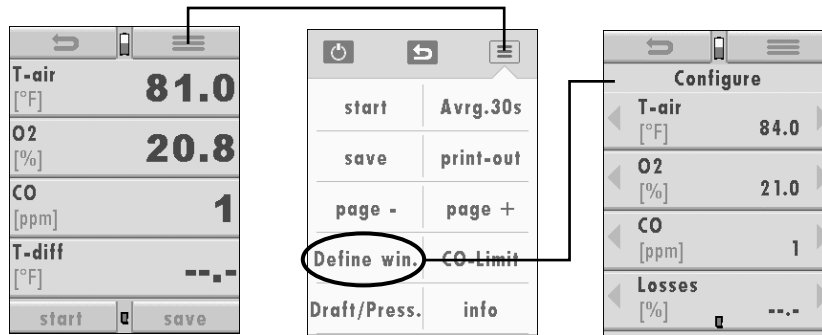 T-air
[°F] 81.0
O2
[%] 20.8
CO
[ppm] 1
T-diff
[°F] --.-
start save
start Avrg.30s
save print-out
page - page +
Define win. CO-Limit
Draft/Press. info
Configure
T-air
[°F] 84.0
O2
[%] 21.0
CO
[ppm] 1
Losses
[%] --.-